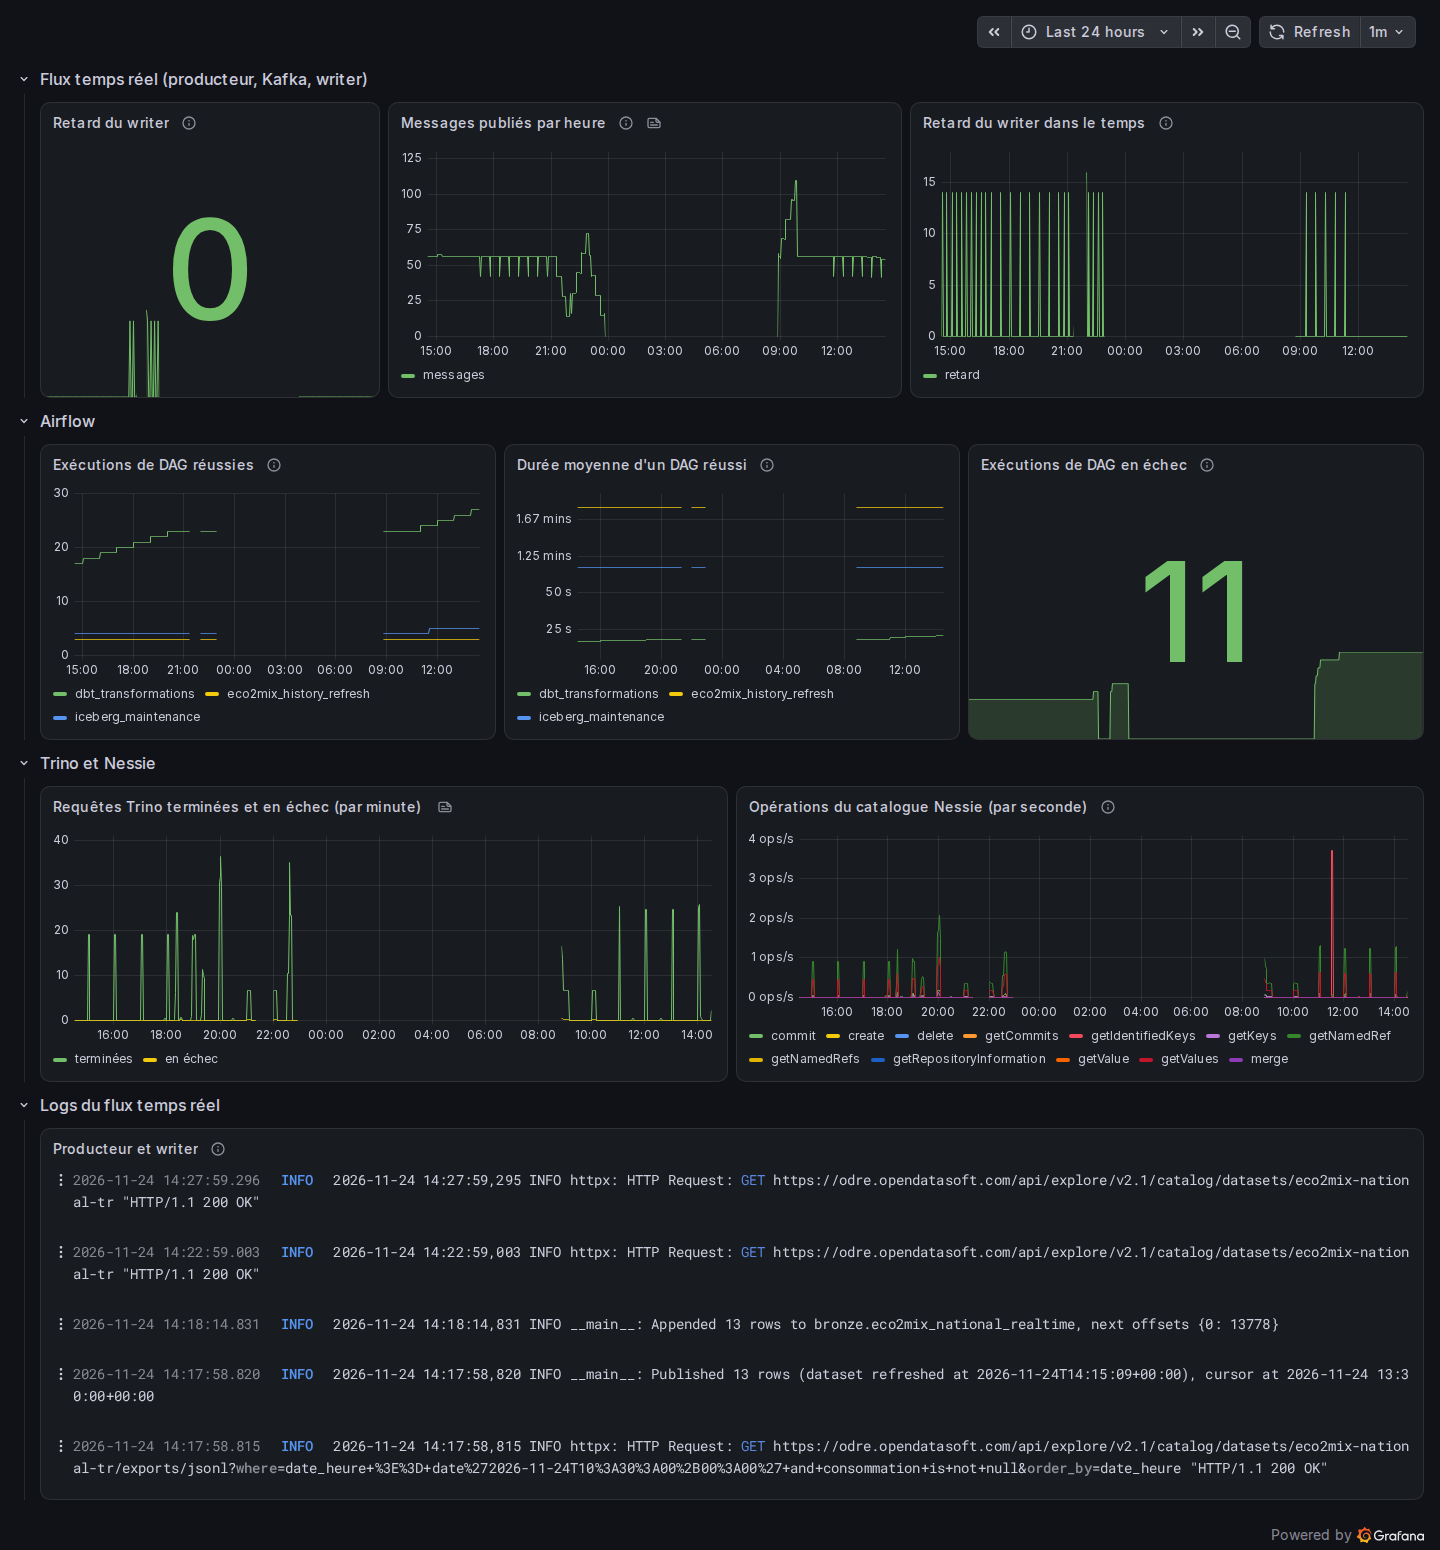 Last 24 hours
Refresh
1m
Flux temps réel (producteur, Kafka, writer)
Retard du writer
0
Messages publiés par heure
125
100
75
50
25
0
15:00 18:00 21:00 00:00 03:00 06:00 09:00 12:00
messages
Retard du writer dans le temps
15
10
5
0
15:00 18:00 21:00 00:00 03:00 06:00 09:00 12:00
retard
Airflow
Exécutions de DAG réussies
30
20
10
0
15:00 18:00 21:00 00:00 03:00 06:00 09:00 12:00
dbt_transformations eco2mix_history_refresh
iceberg_maintenance
Durée moyenne d'un DAG réussi
1.67 mins
1.25 mins
50 s
25 s
16:00 20:00 00:00 04:00 08:00 12:00
dbt_transformations eco2mix_history_refresh
iceberg_maintenance
Exécutions de DAG en échec
11
Trino et Nessie
Requêtes Trino terminées et en échec (par minute)
40
30
20
10
0
16:00 18:00 20:00 22:00 00:00 02:00 04:00 06:00 08:00 10:00 12:00 14:00
terminées en échec
Opérations du catalogue Nessie (par seconde)
4 ops/s
3 ops/s
2 ops/s
1 ops/s
0 ops/s
16:00 18:00 20:00 22:00 00:00 02:00 04:00 06:00 08:00 10:00 12:00 14:00
commit create delete getCommits getIdentifiedKeys getKeys getNamedRef
getNamedRefs getRepositoryInformation getValue getValues merge
Logs du flux temps réel
Producteur et writer
2026-11-24 14:27:59.296 INFO 2026-11-24 14:27:59,295 INFO httpx: HTTP Request: GET https://odre.opendatasoft.com/api/explore/v2.1/catalog/datasets/eco2mix-nation
al-tr "HTTP/1.1 200 OK"
2026-11-24 14:22:59.003 INFO 2026-11-24 14:22:59,003 INFO httpx: HTTP Request: GET https://odre.opendatasoft.com/api/explore/v2.1/catalog/datasets/eco2mix-nation
al-tr "HTTP/1.1 200 OK"
2026-11-24 14:18:14.831 INFO 2026-11-24 14:18:14,831 INFO __main__: Appended 13 rows to bronze.eco2mix_national_realtime, next offsets {0: 13778}
2026-11-24 14:17:58.820 INFO 2026-11-24 14:17:58,820 INFO __main__: Published 13 rows (dataset refreshed at 2026-11-24T14:15:09+00:00), cursor at 2026-11-24 13:3
0:00+00:00
2026-11-24 14:17:58.815 INFO 2026-11-24 14:17:58,815 INFO httpx: HTTP Request: GET https://odre.opendatasoft.com/api/explore/v2.1/catalog/datasets/eco2mix-nation
al-tr/exports/jsonl?where=date_heure+%3E%3D+date%272026-11-24T10%3A30%3A00%2B00%3A00%27+and+consommation+is+not+null&order_by=date_heure "HTTP/1.1 200 OK"
Powered by Grafana